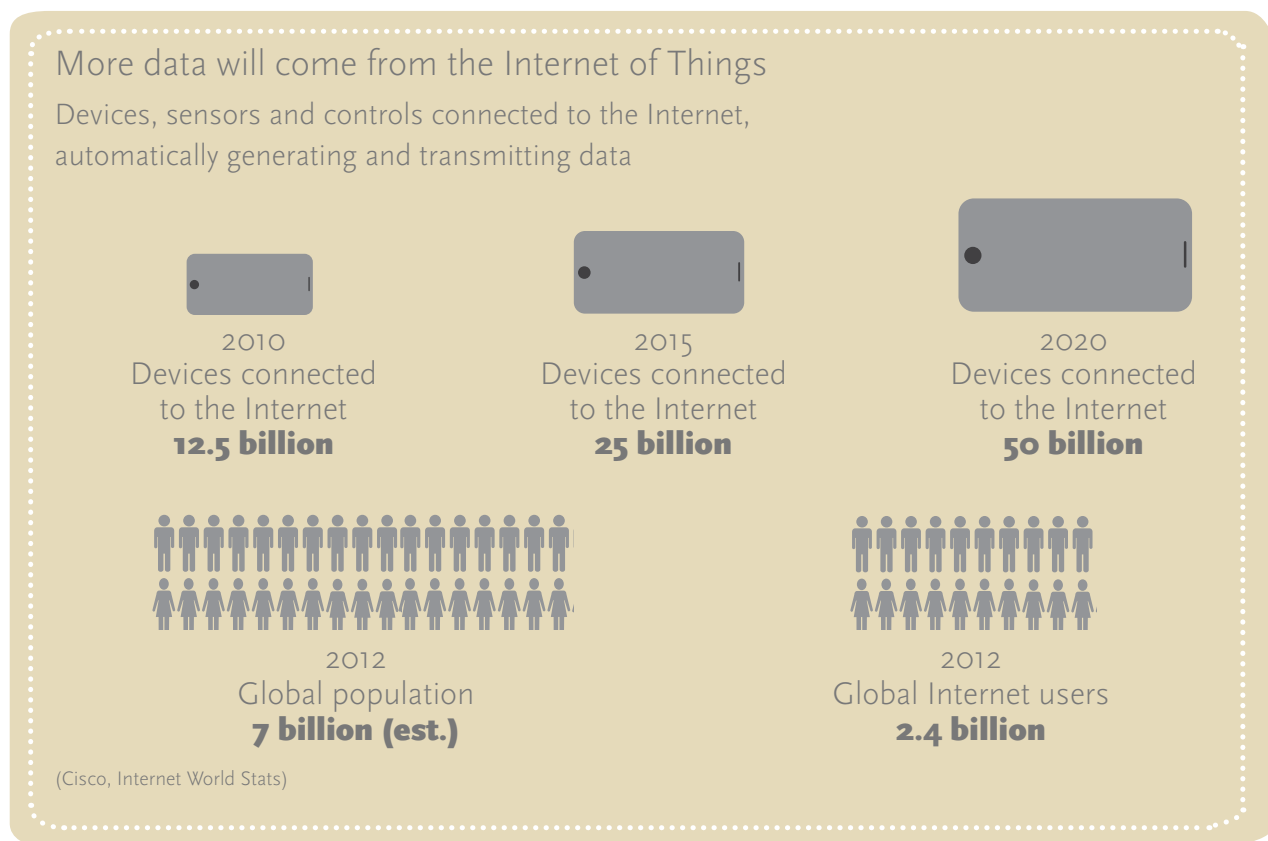 More data will come from the Internet of Things
Devices, sensors and controls connected to the Internet,
automatically generating and transmitting data
2010
Devices connected
to the Internet
12.5 billion
2015
Devices connected
to the Internet
25 billion
2020
Devices connected
to the Internet
50 billion
2012
Global population
7 billion (est.)
2012
Global Internet users
2.4 billion
(Cisco, Internet World Stats)